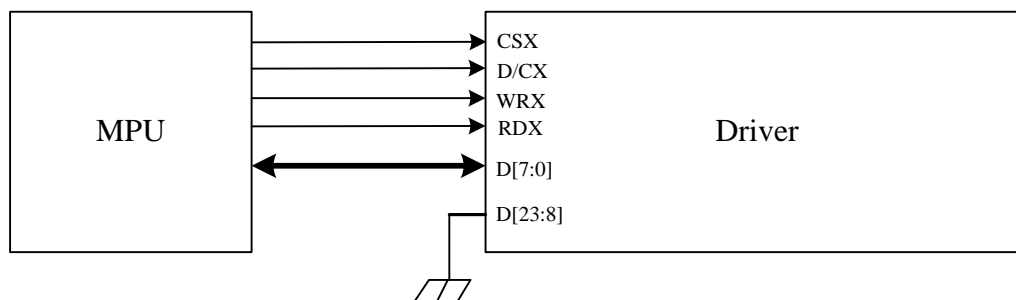 MPU
CSX
D/CX
WRX
RDX
D[7:0]
D[23:8]
Driver